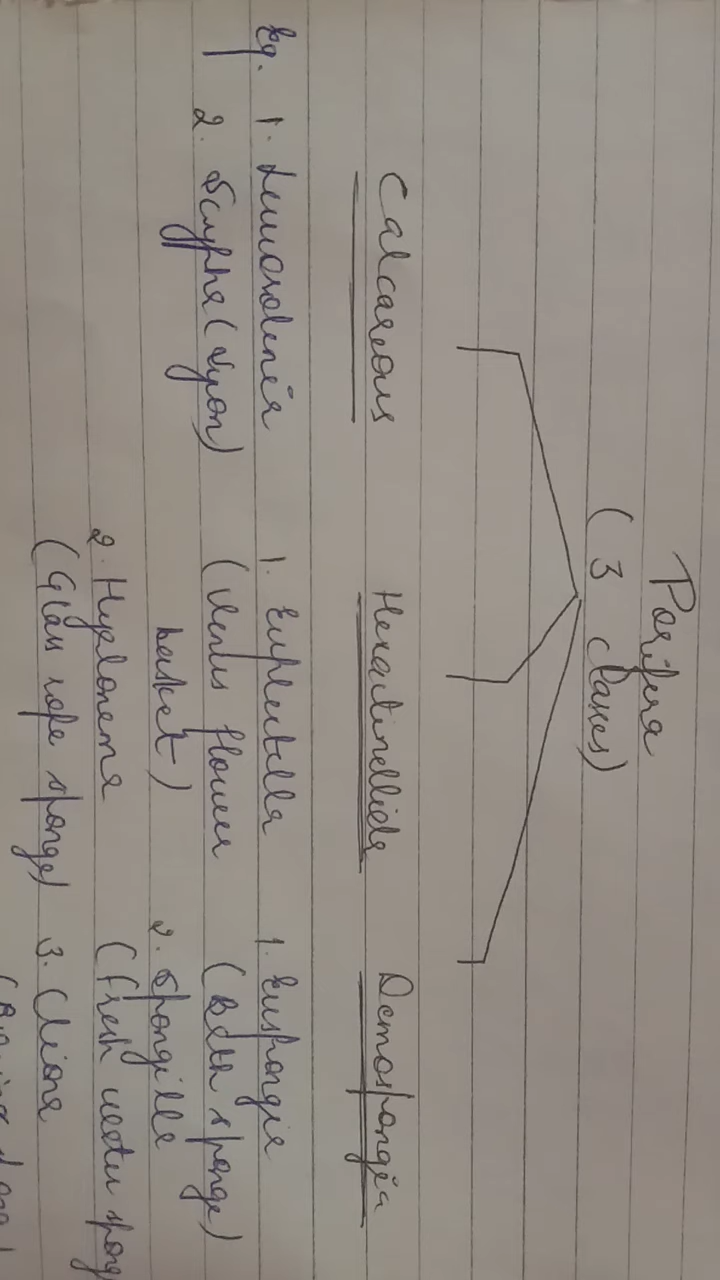 Porifera
(3 classes)
Calcareous
Hexactinellida
Demospongia
Eg. 1. Leucosolenia
2. Scypha (Sycon)
1. Euplectella
(Venus flower
basket)
2. Hyalonema
(Glass rope sponge)
1. Euspongia
(Bath sponge)
2. Spongilla
(Fresh water spong
3. Cliona
(Boring